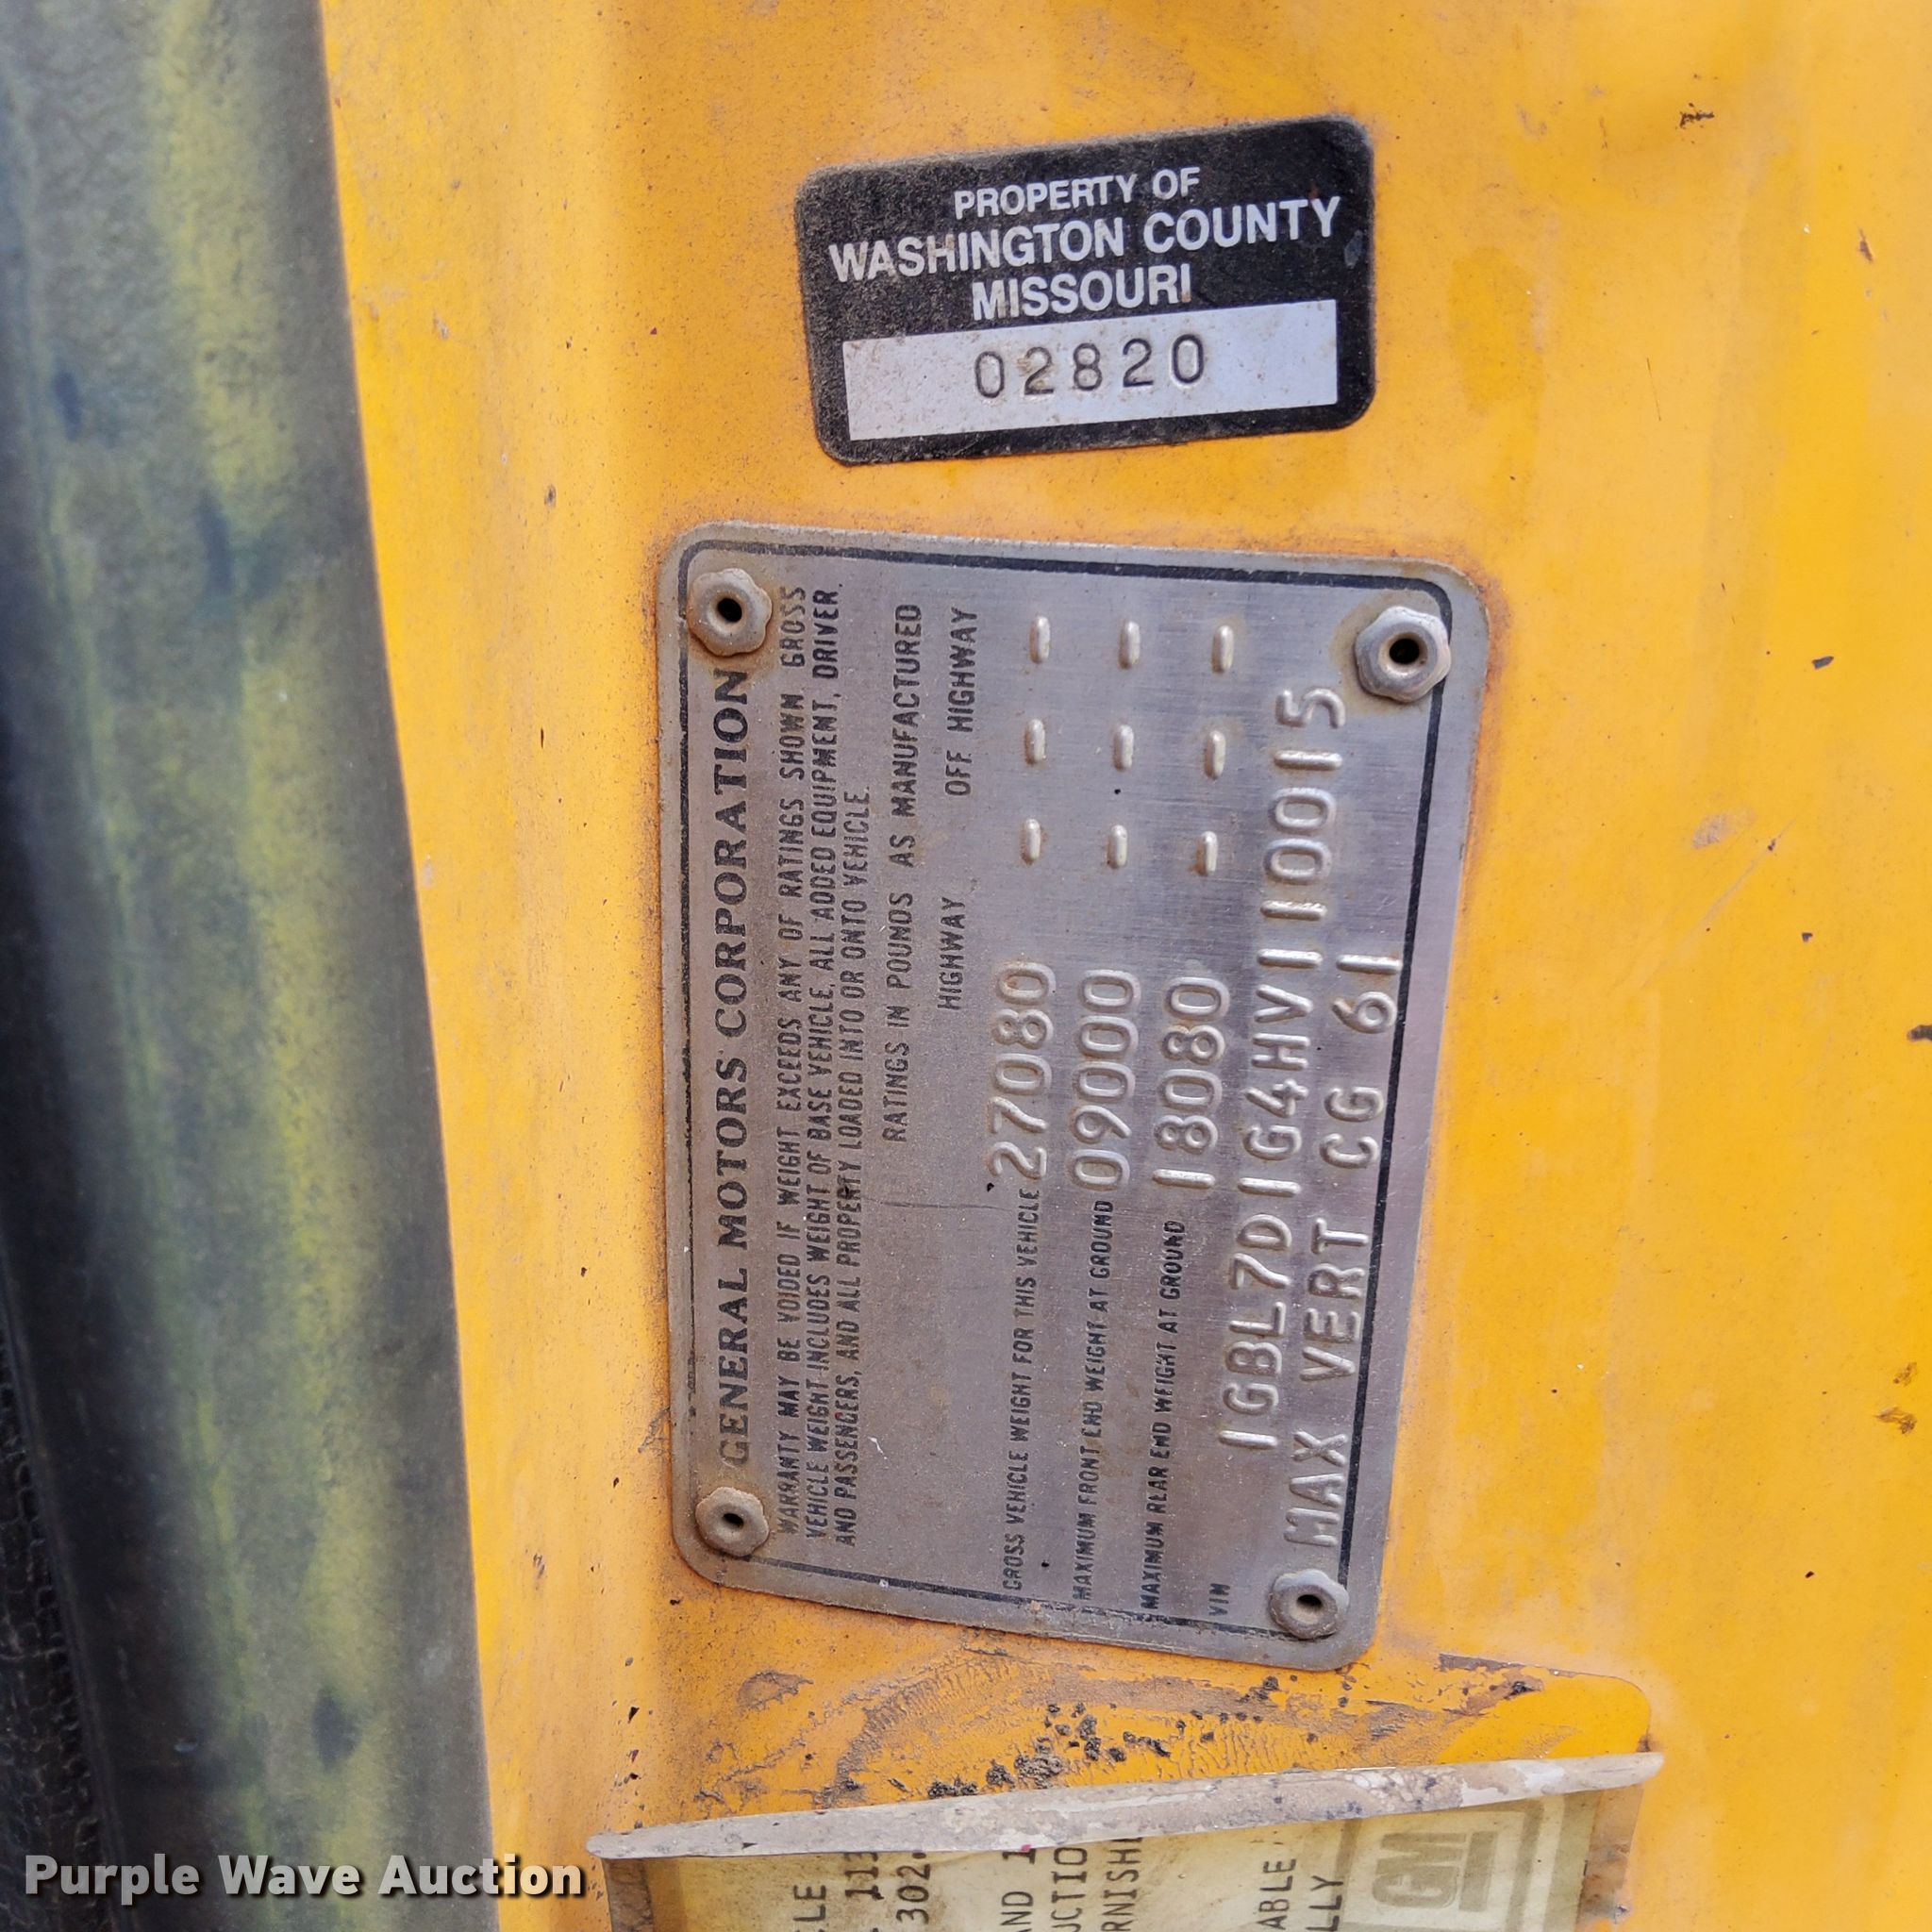 PROPERTY OF
WASHINGTON COUNTY
MISSOURI
02820
GENERAL MOTORS CORPORATION
WARRANTY MAY BE VOIDED IF WEIGHT EXCEEDS ANY OF RATINGS SHOWN GROSS
VEHICLE WEIGHT INCLUDES WEIGHT OF BASE VEHICLE, ALL ADDED EQUIPMENT, DRIVER
AND PASSENGERS, AND ALL PROPERTY LOADED INTO OR ONTO VEHICLE.
RATINGS IN POUNDS AS MANUFACTURED
HIGHWAY OFF HIGHWAY
GROSS VEHICLE WEIGHT FOR THIS VEHICLE 27080 - - -
MAXIMUM FRONT END WEIGHT AT GROUND 09000 - - -
MAXIMUM REAR END WEIGHT AT GROUND 18080 - - -
VIN 1GBL7D1G4HV110015
MAX VERT CG 61
GM
Purple Wave Auction